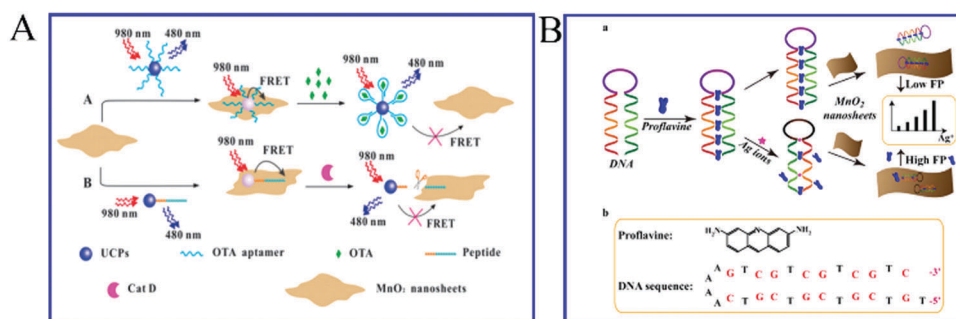 A
980 nm
480 nm
A
980 nm
FRET
980 nm
480 nm
FRET
B
980 nm
480 nm
980 nm
FRET
980 nm
480 nm
FRET
UCPs
OTA aptamer
OTA
Peptide
Cat D
MnO2 nanosheets
B
a
DNA
Proflavine
Ag ions
MnO2
nanosheets
Low FP
Ag+
High FP
b
Proflavine:
H2N
N
NH2
DNA sequence:
A G T C G T C G T C G T C -3'
A
A
A C T G C T G C T G C T G T T -5'